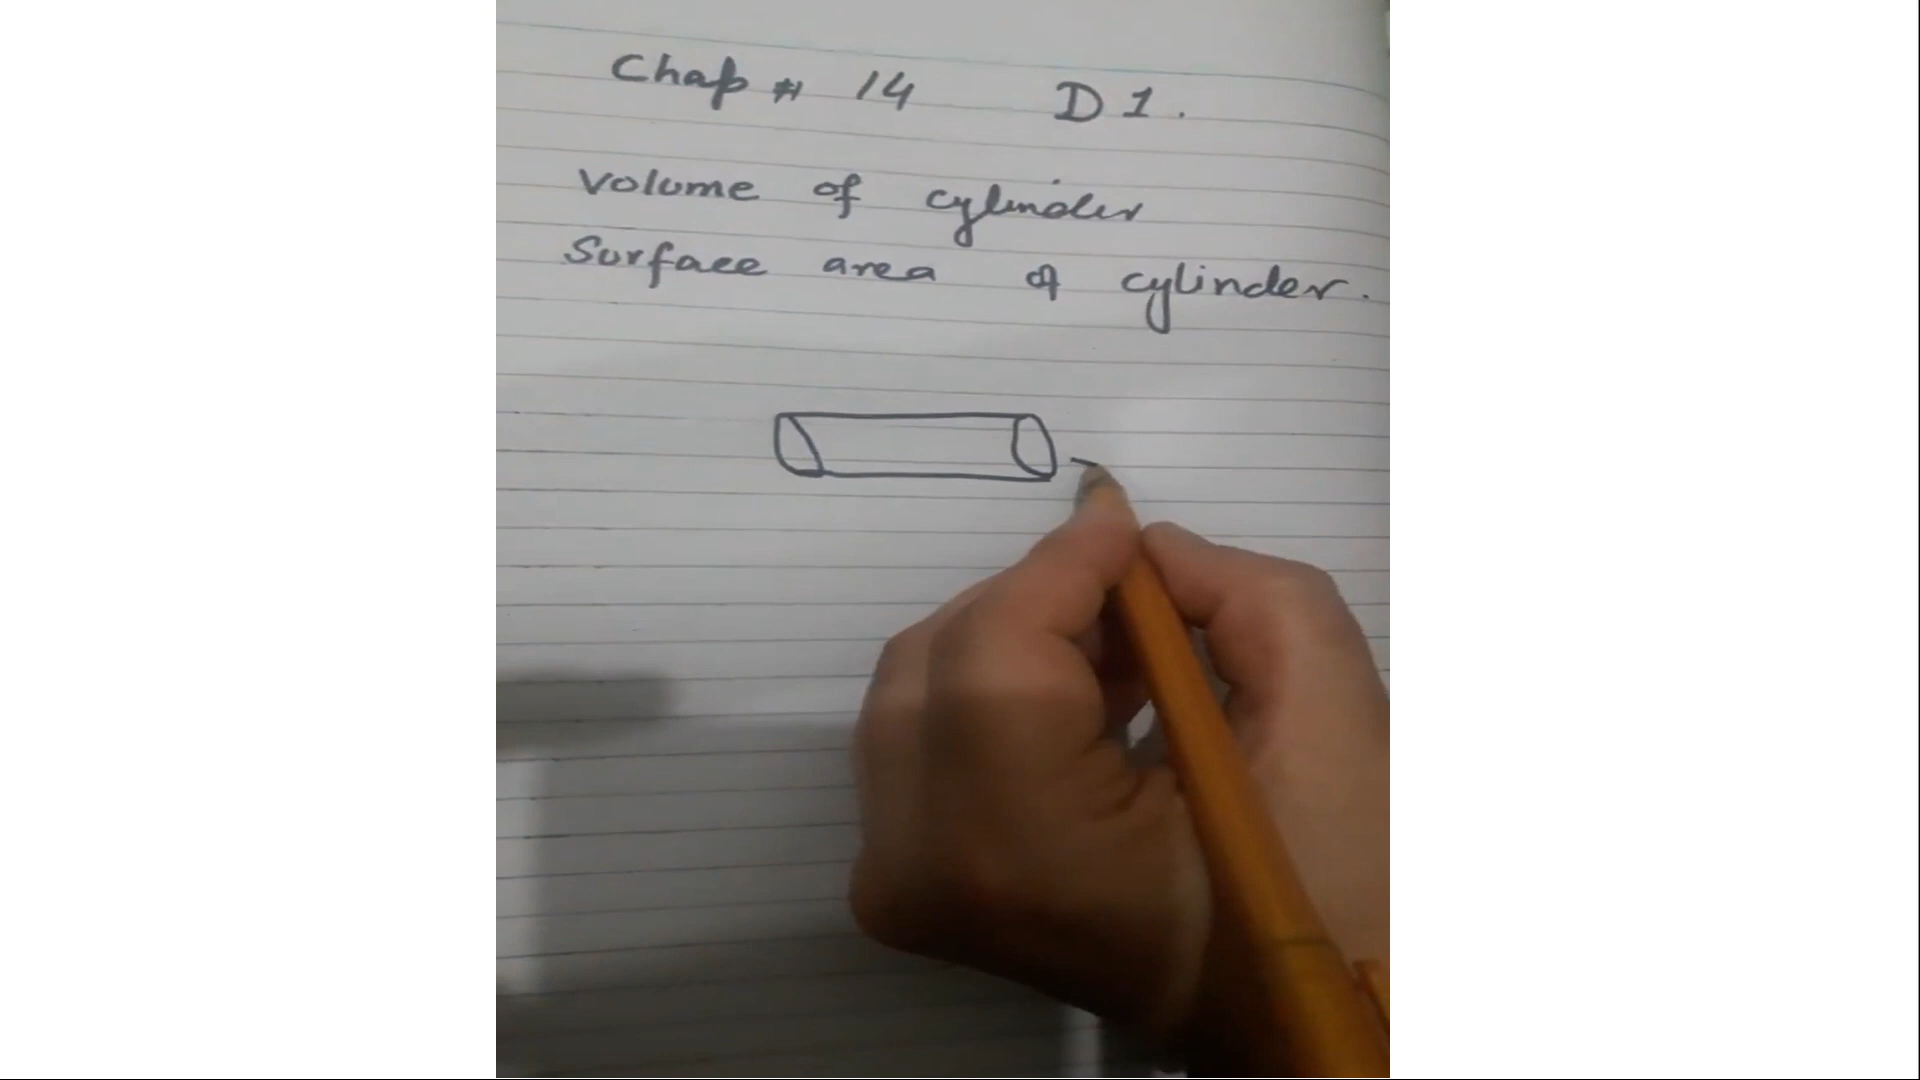 Chap # 14 D 1.
Volume of cylinder
Surface area of cylinder.